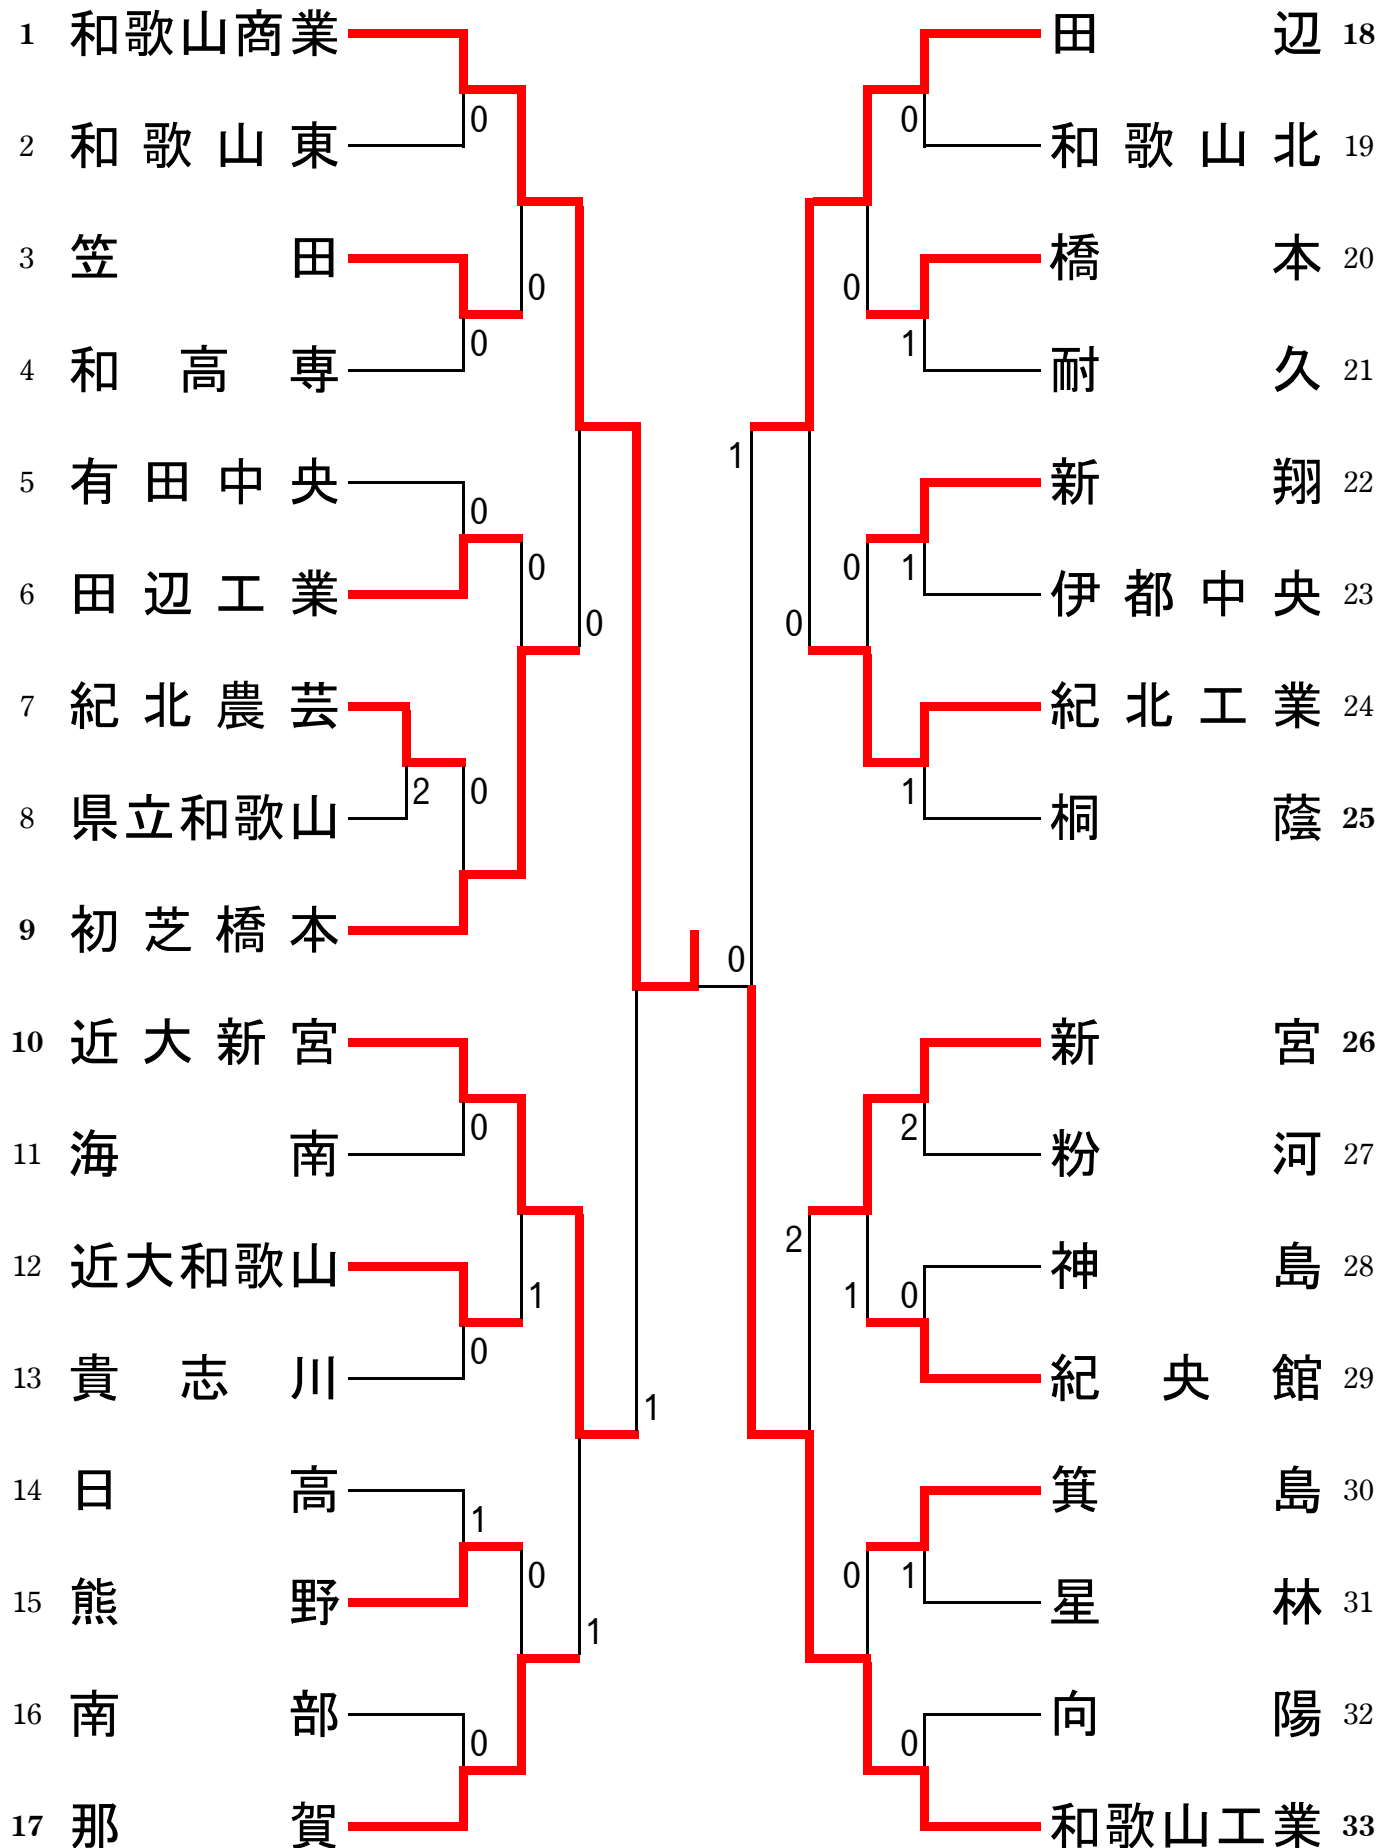 1 和歌山商業
0
2 和歌山東
3 笠田
0
0
4 和高専
5 有田中央
0
0
6 田辺工業
0
7 紀北農芸
2
0
8 県立和歌山
9 初芝橋本
10 近大新宮
0
11 海南
12 近大和歌山
1
0
13 貴志川
1
14 日高
1
0
15 熊野
1
16 南部
0
17 那賀
0
田辺 18
0
和歌山北 19
橋本 20
0
1
耐久 21
1
新翔 22
0
1
伊都中央 23
0
紀北工業 24
1
桐蔭 25
新宮 26
2
粉河 27
2
神島 28
1
0
紀央館 29
箕島 30
0
1
星林 31
向陽 32
0
和歌山工業 33